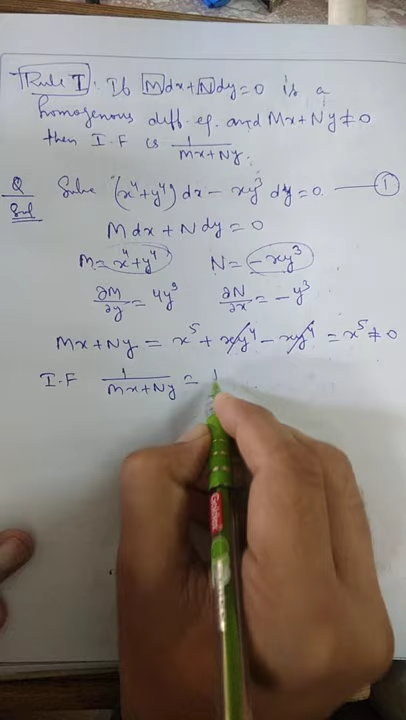 Rule I. If Mdx+Ndy=0 is a
homogenous diff. eq. and Mx+Ny≠0
then I.F is 1/(Mx+Ny).
Q Solve (x⁴+y⁴) dx - xy³ dy=0. — ①
Sol Mdx+Ndy=0
M=x⁴+y⁴ N=-xy³
∂M/∂y=4y³ ∂N/∂x=-y³
Mx+Ny = x⁵+xy⁴-xy⁴=x⁵≠0
I.F 1/(Mx+Ny) = 1
Goldex